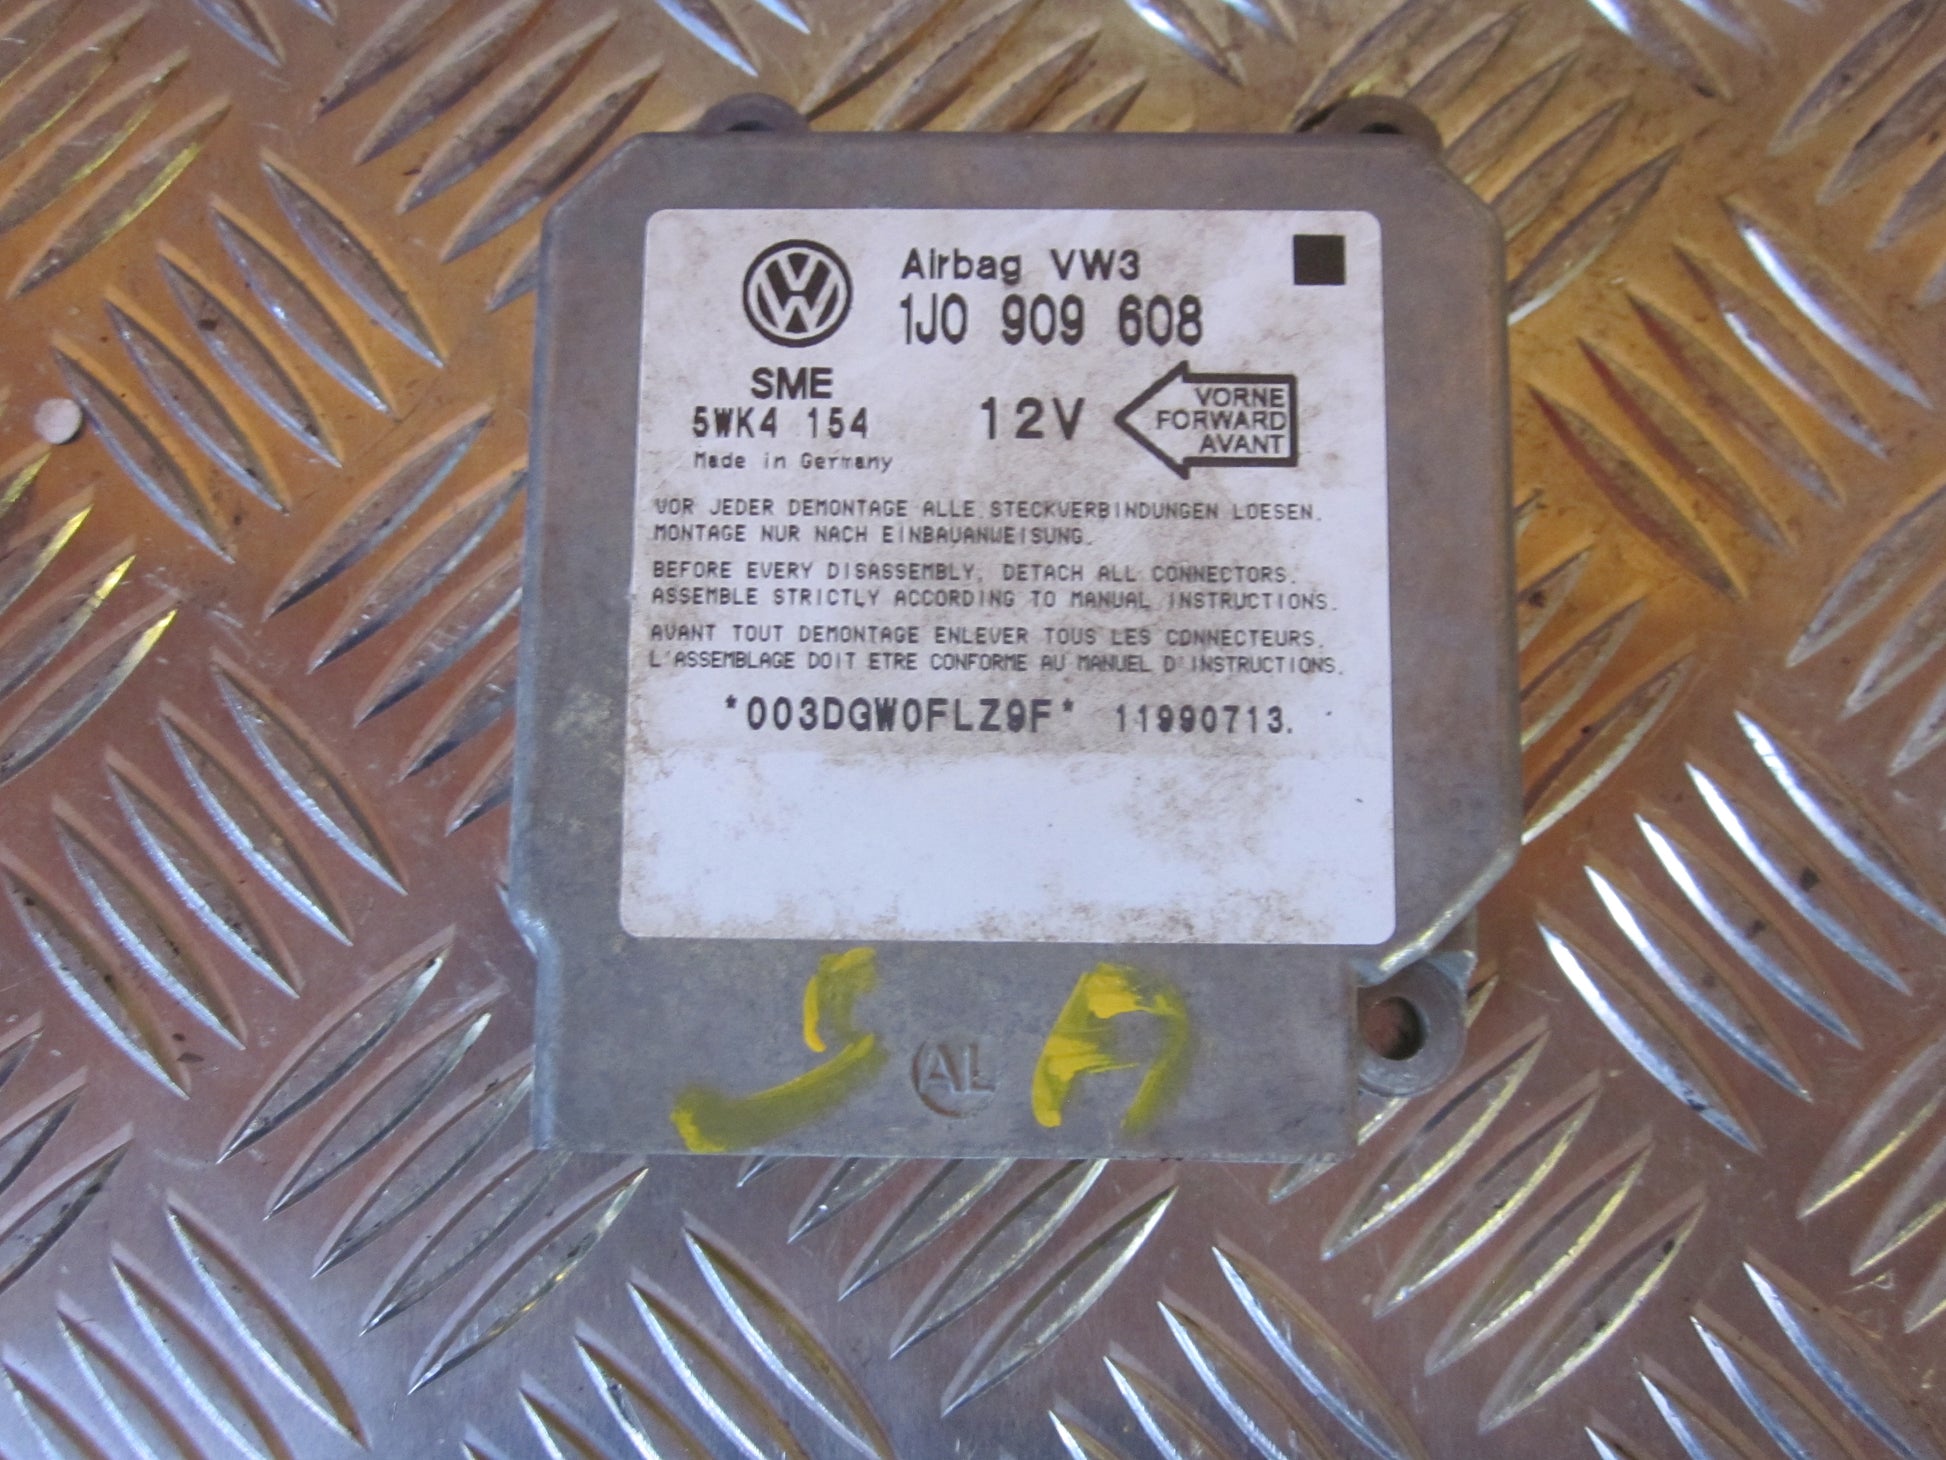 Airbag VW3
1J0 909 608
SME
5WK4 154
12V
VORNE
FORWARD
AVANT
Made in Germany
VOR JEDER DEMONTAGE ALLE STECKVERBINDUNGEN LOESEN.
MONTAGE NUR NACH EINBAUANWEISUNG.
BEFORE EVERY DISASSEMBLY, DETACH ALL CONNECTORS.
ASSEMBLE STRICTLY ACCORDING TO MANUAL INSTRUCTIONS.
AVANT TOUT DEMONTAGE ENLEVER TOUS LES CONNECTEURS.
L'ASSEMBLAGE DOIT ETRE CONFORME AU MANUEL D'INSTRUCTIONS.
*003DGW0FLZ9F* 11990713.
S A
AL